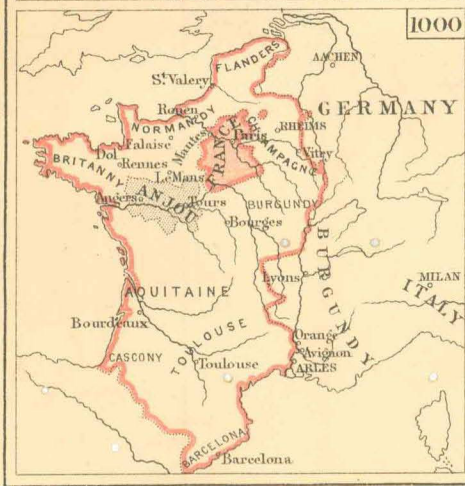 1000
FLANDERS
AACHEN
St. Valery
Rouen
NORMANDY
GERMANY
Falaise
Mantes
Paris
FRANCE
CHAMPAGNE
RHEIMS
Dol
Rennes
BRITANNY
Vitry
Le Mans
ANJOU
Angers
Tours
BURGUNDY
Bourges
BURGUNDY
Lyons
MILAN
ITALY
AQUITAINE
Bourdeaux
TOULOUSE
Orange
Avignon
ARLES
GASCONY
Toulouse
BARCELONA
Barcelona